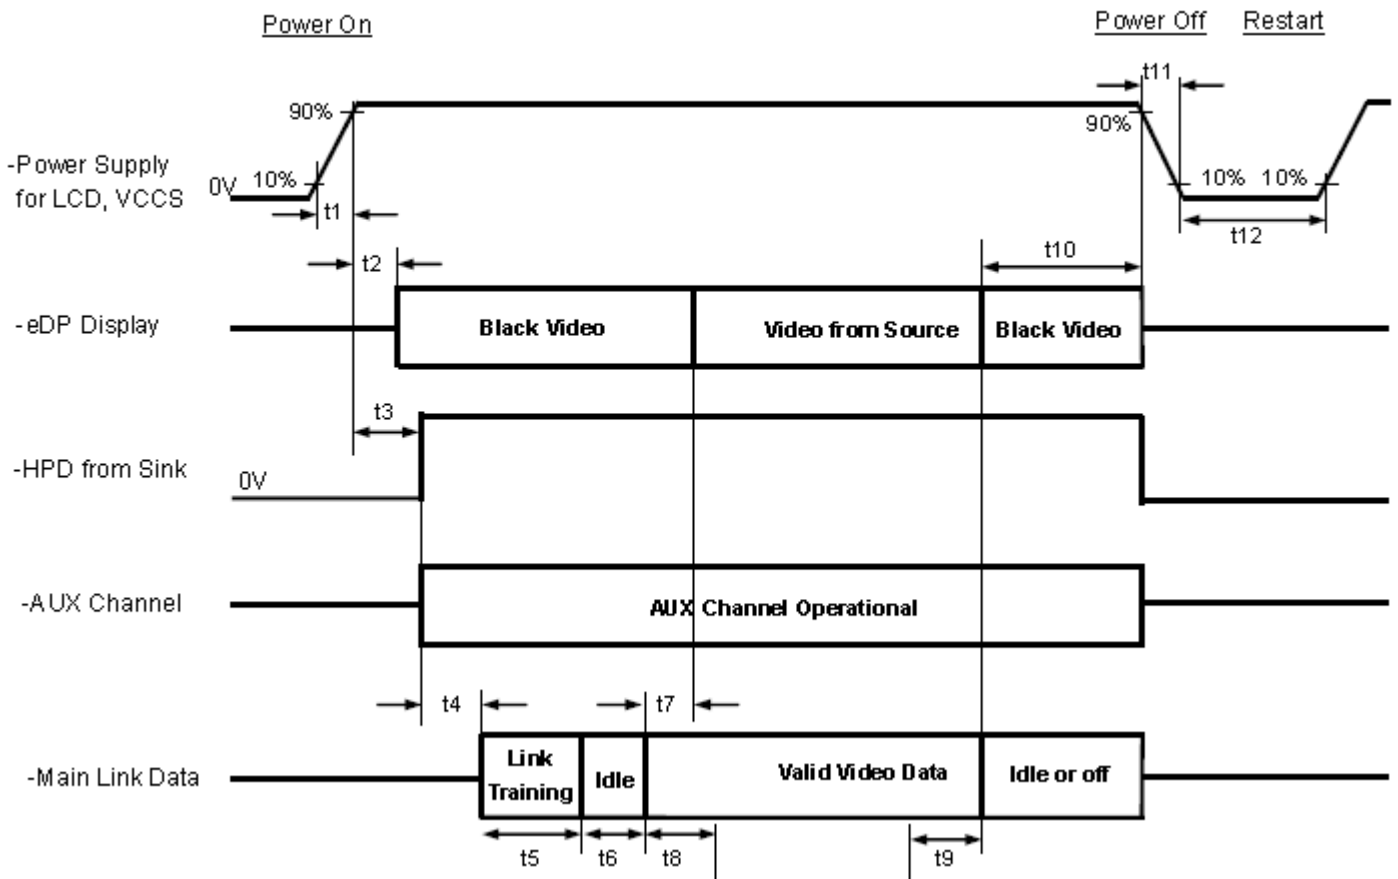 Power On
Power Off
Restart
t11
90%
90%
-Power Supply
for LCD, VCCS
0V
10%
10%
10%
t1
t12
t2
t10
-eDP Display
Black Video
Video from Source
Black Video
t3
-HPD from Sink
0V
-AUX Channel
AUX Channel Operational
t4
t7
-Main Link Data
Link
Training
Idle
Valid Video Data
Idle or off
t5
t6
t8
t9